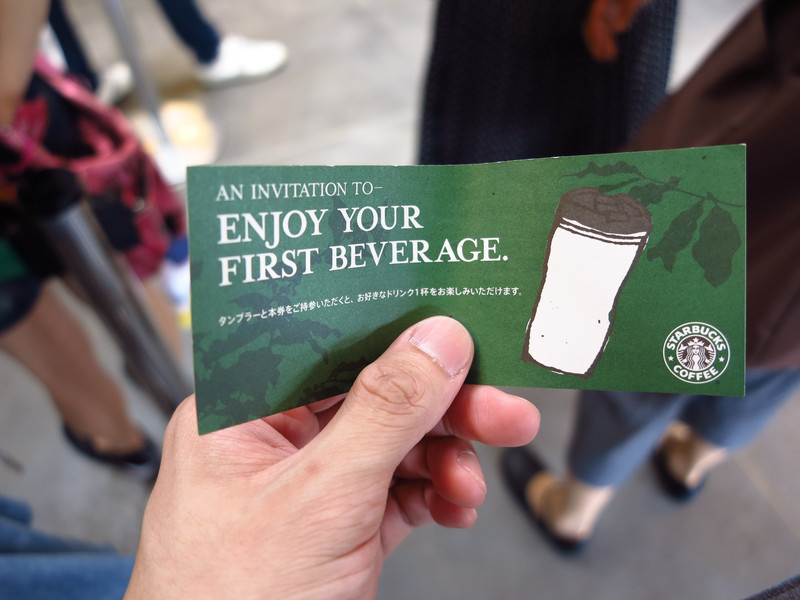 AN INVITATION TO—
ENJOY YOUR
FIRST BEVERAGE.
タンブラーと本券をご持参いただくと、お好きなドリンク1杯をお楽しみいただけます。
STARBUCKS
COFFEE